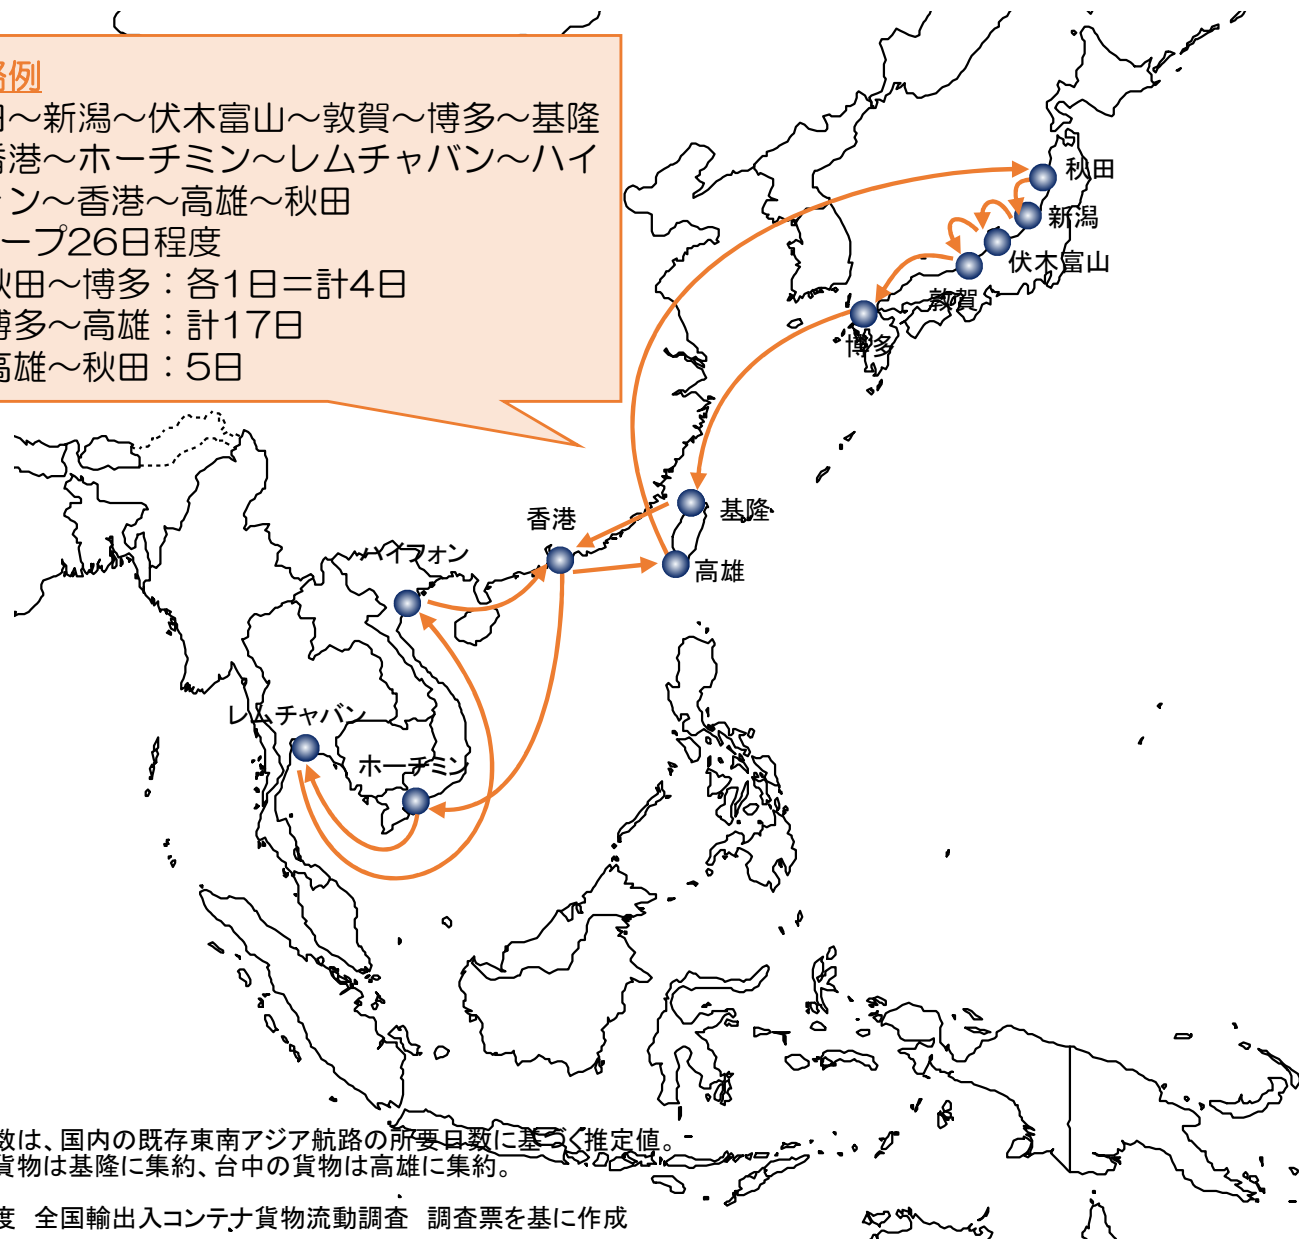 路例
田～新潟～伏木富山～敦賀～博多～基隆
香港～ホーチミン～レムチャバン～ハイ
ォン～香港～高雄～秋田
ープ26日程度
秋田～博多：各1日＝計4日
博多～高雄：計17日
高雄～秋田：5日
秋田
新潟
伏木富山
敦賀
博多
基隆
香港
高雄
ハイフォン
レムチャバン
ホーチミン
数は、国内の既存東南アジア航路の所要日数に基づく推定値。
貨物は基隆に集約、台中の貨物は高雄に集約。
度 全国輸出入コンテナ貨物流動調査 調査票を基に作成